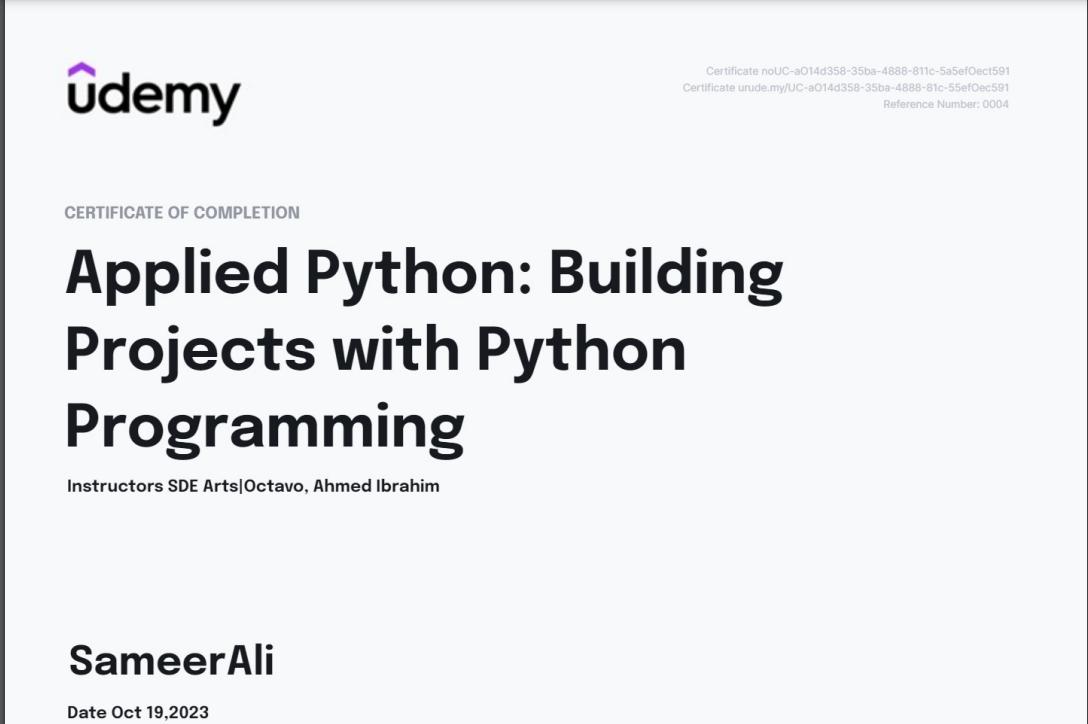 ûdemy
Certificate noUC-aO14d358-35ba-4888-811c-5a5efOect591
Certificate urude.my/UC-aO14d358-35ba-4888-81c-55efOec591
Reference Number: 0004
CERTIFICATE OF COMPLETION
Applied Python: Building
Projects with Python
Programming
Instructors SDE Arts|Octavo, Ahmed Ibrahim
SameerAli
Date Oct 19,2023